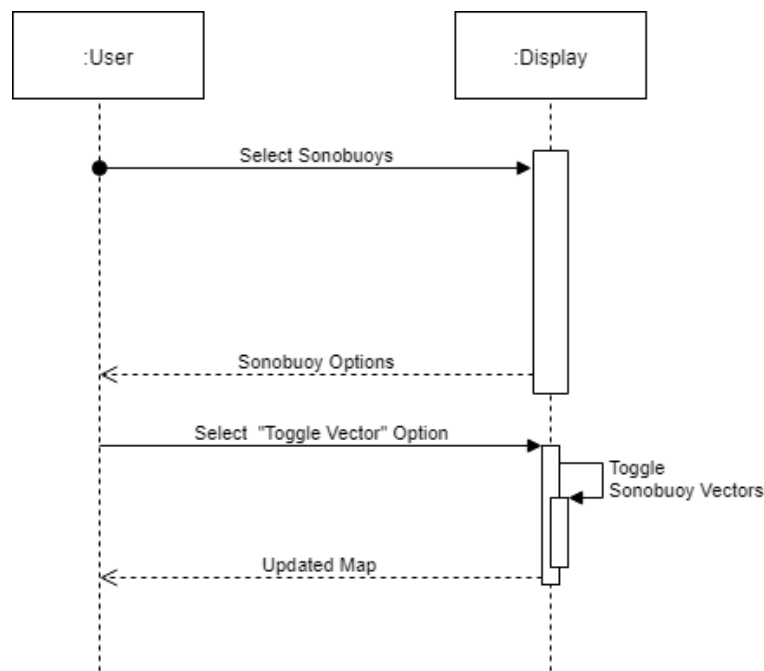 :User
:Display
Select Sonobuoys
Sonobuoy Options
Select "Toggle Vector" Option
Toggle
Sonobuoy Vectors
Updated Map